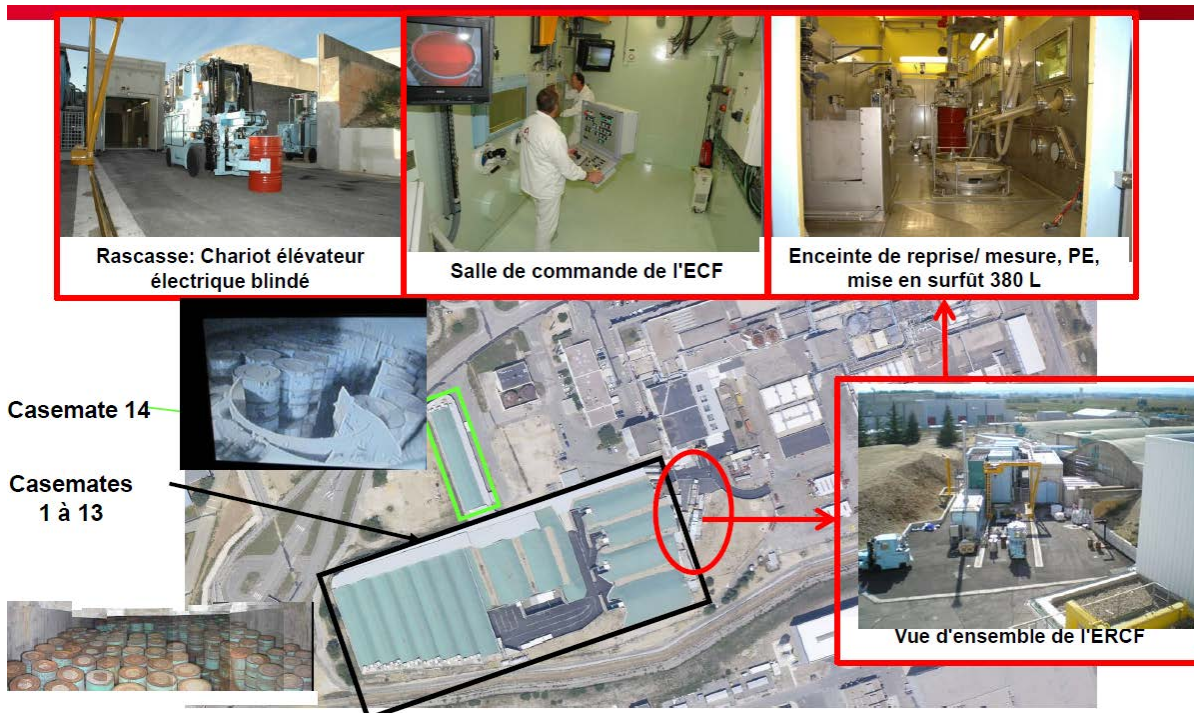 Rascasse: Chariot élévateur
électrique blindé
Salle de commande de l'ECF
Enceinte de reprise/ mesure, PE,
mise en surfût 380 L
Casemate 14
Casemates
1 à 13
Vue d'ensemble de l'ERCF